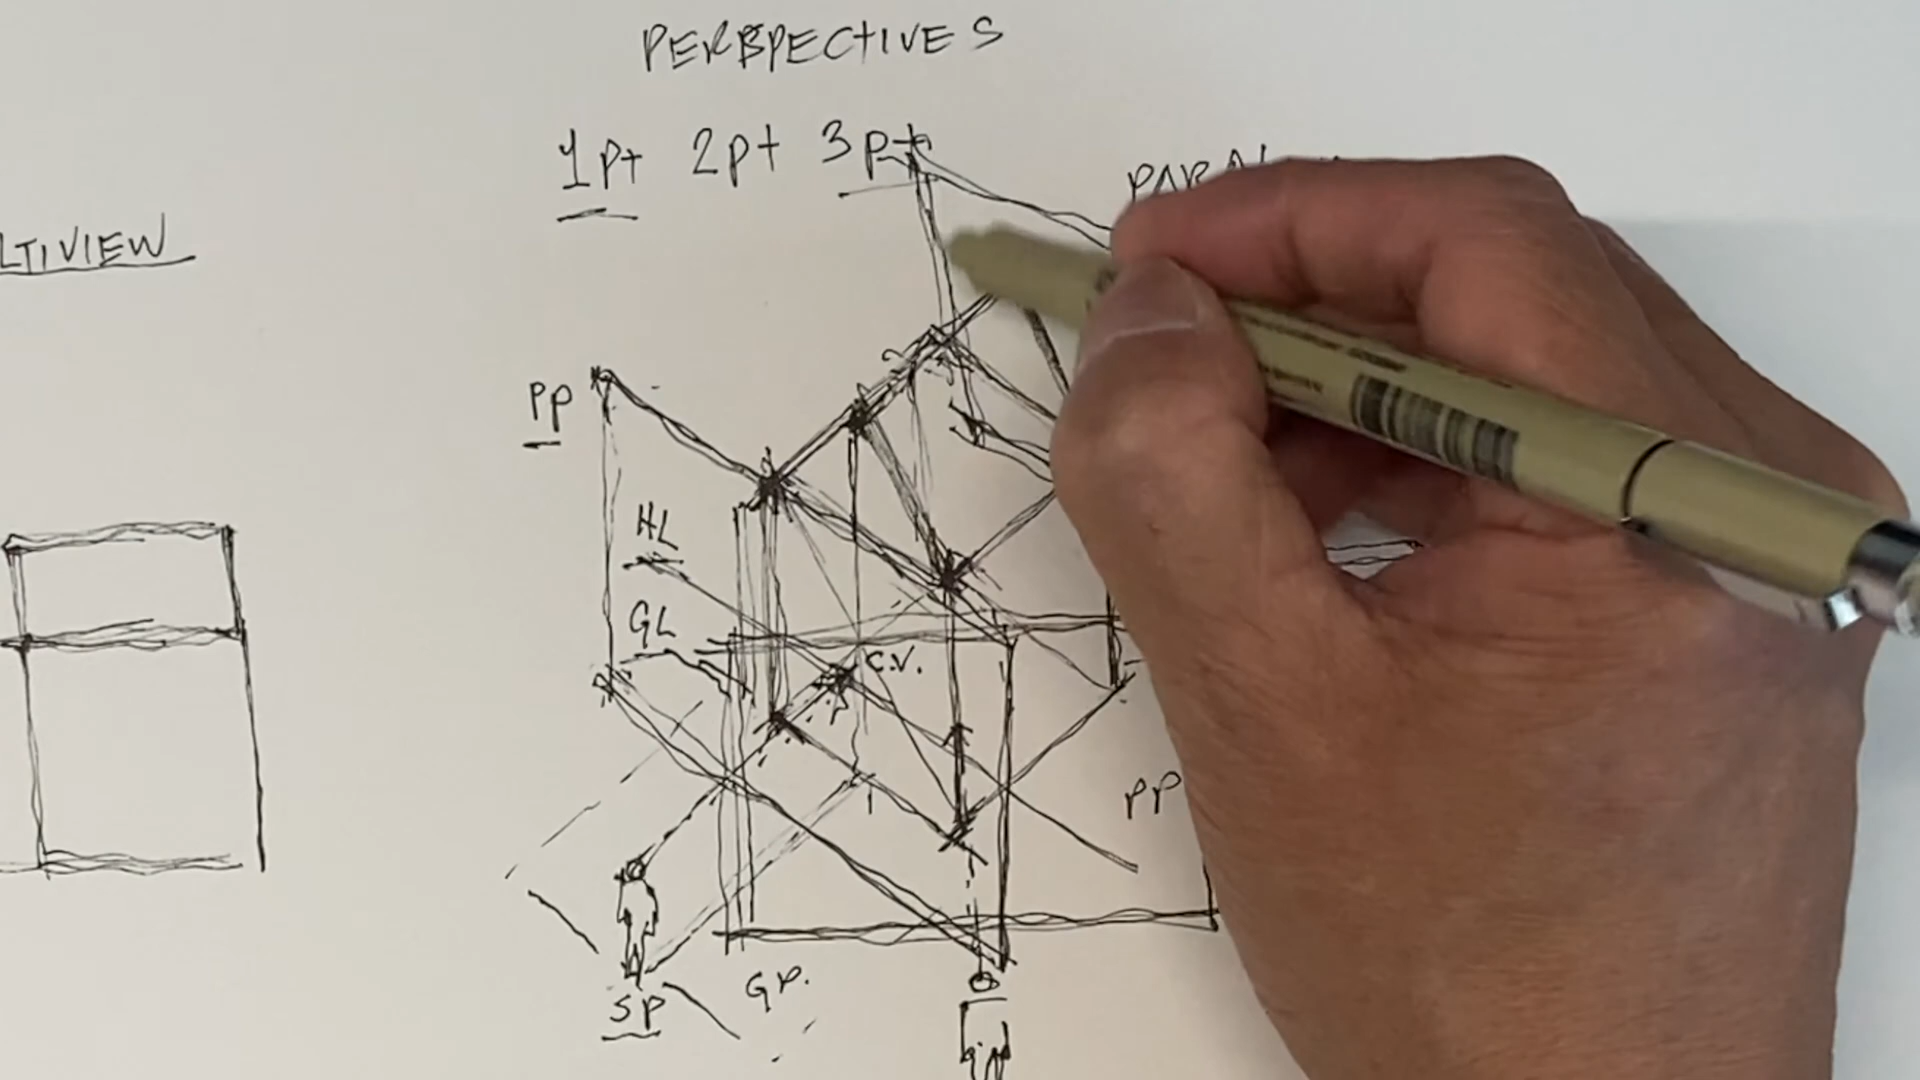 PERSPECTIVES
1pt 2pt 3pt
LTIVIEW
PP
HL
GL
C.V.
PP
GP.
SP